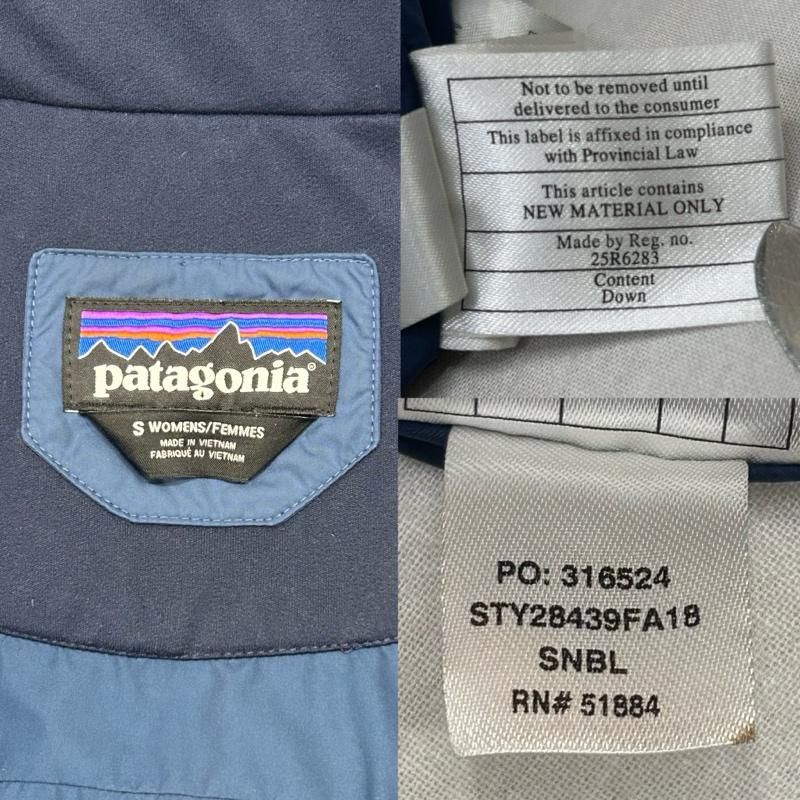 patagonia®
S WOMENS/FEMMES
MADE IN VIETNAM
FABRIQUÉ AU VIETNAM
Not to be removed until
delivered to the consumer
This label is affixed in compliance
with Provincial Law
This article contains
NEW MATERIAL ONLY
Made by Reg. no.
25R6283
Content
Down
PO: 316524
STY28439FA18
SNBL
RN# 51884